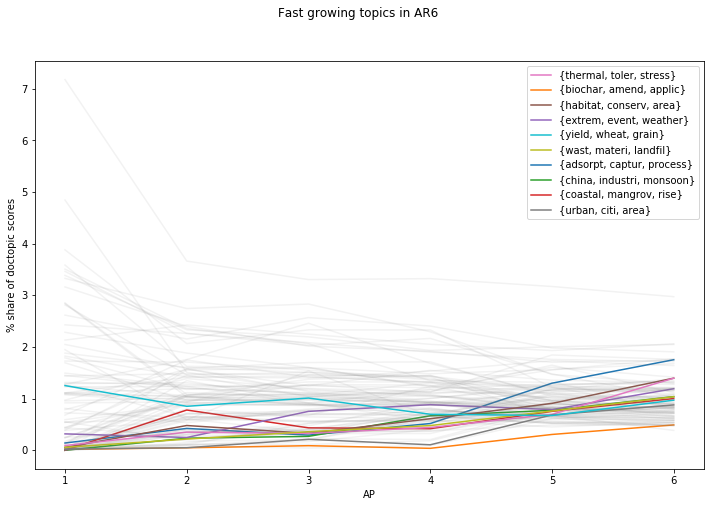 Fast growing topics in AR6
{thermal, toler, stress}
{biochar, amend, applic}
{habitat, conserv, area}
{extrem, event, weather}
{yield, wheat, grain}
{wast, materi, landfil}
{adsorpt, captur, process}
{china, industri, monsoon}
{coastal, mangrov, rise}
{urban, citi, area}
% share of doctopic scores
7
6
5
4
3
2
1
0
1 2 3 4 5 6
AP